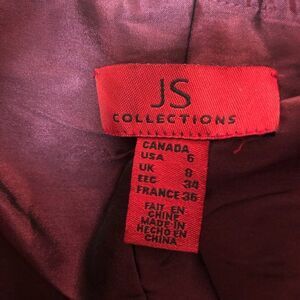 JS
COLLECTIONS
CANADA
USA 6
UK 8
EEC 34
FRANCE 36
FAIT EN
CHINE
MADE IN
HECHO EN
CHINA